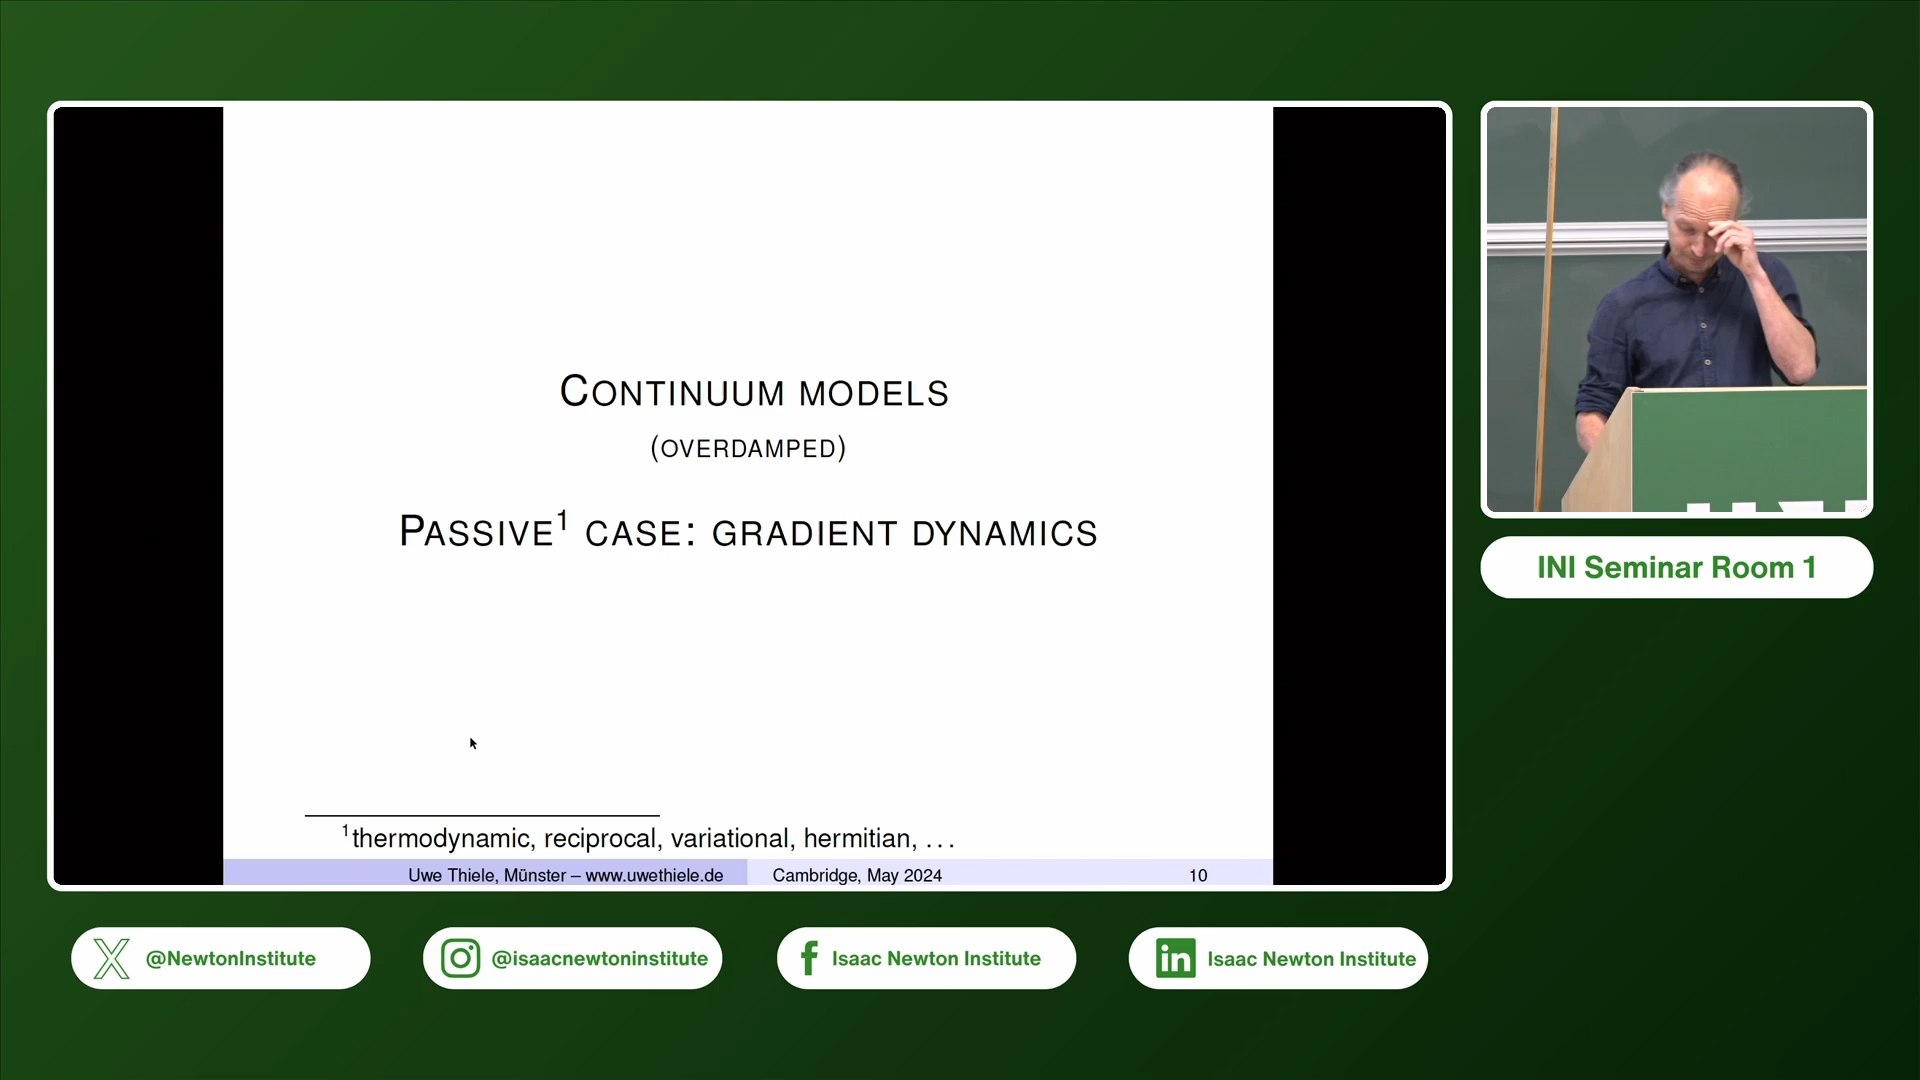 CONTINUUM MODELS
(OVERDAMPED)
PASSIVE¹ CASE: GRADIENT DYNAMICS
¹thermodynamic, reciprocal, variational, hermitian, . . .
Uwe Thiele, Münster – www.uwethiele.de Cambridge, May 2024 10
INI Seminar Room 1
@NewtonInstitute
@isaacnewtoninstitute
Isaac Newton Institute
Isaac Newton Institute